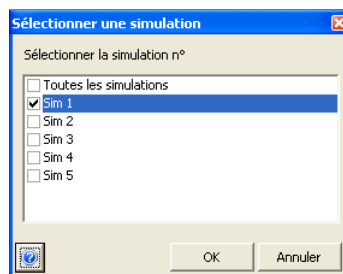 Sélectionner une simulation
Sélectionner la simulation n°
Toutes les simulations
Sim 1
Sim 2
Sim 3
Sim 4
Sim 5
OK Annuler